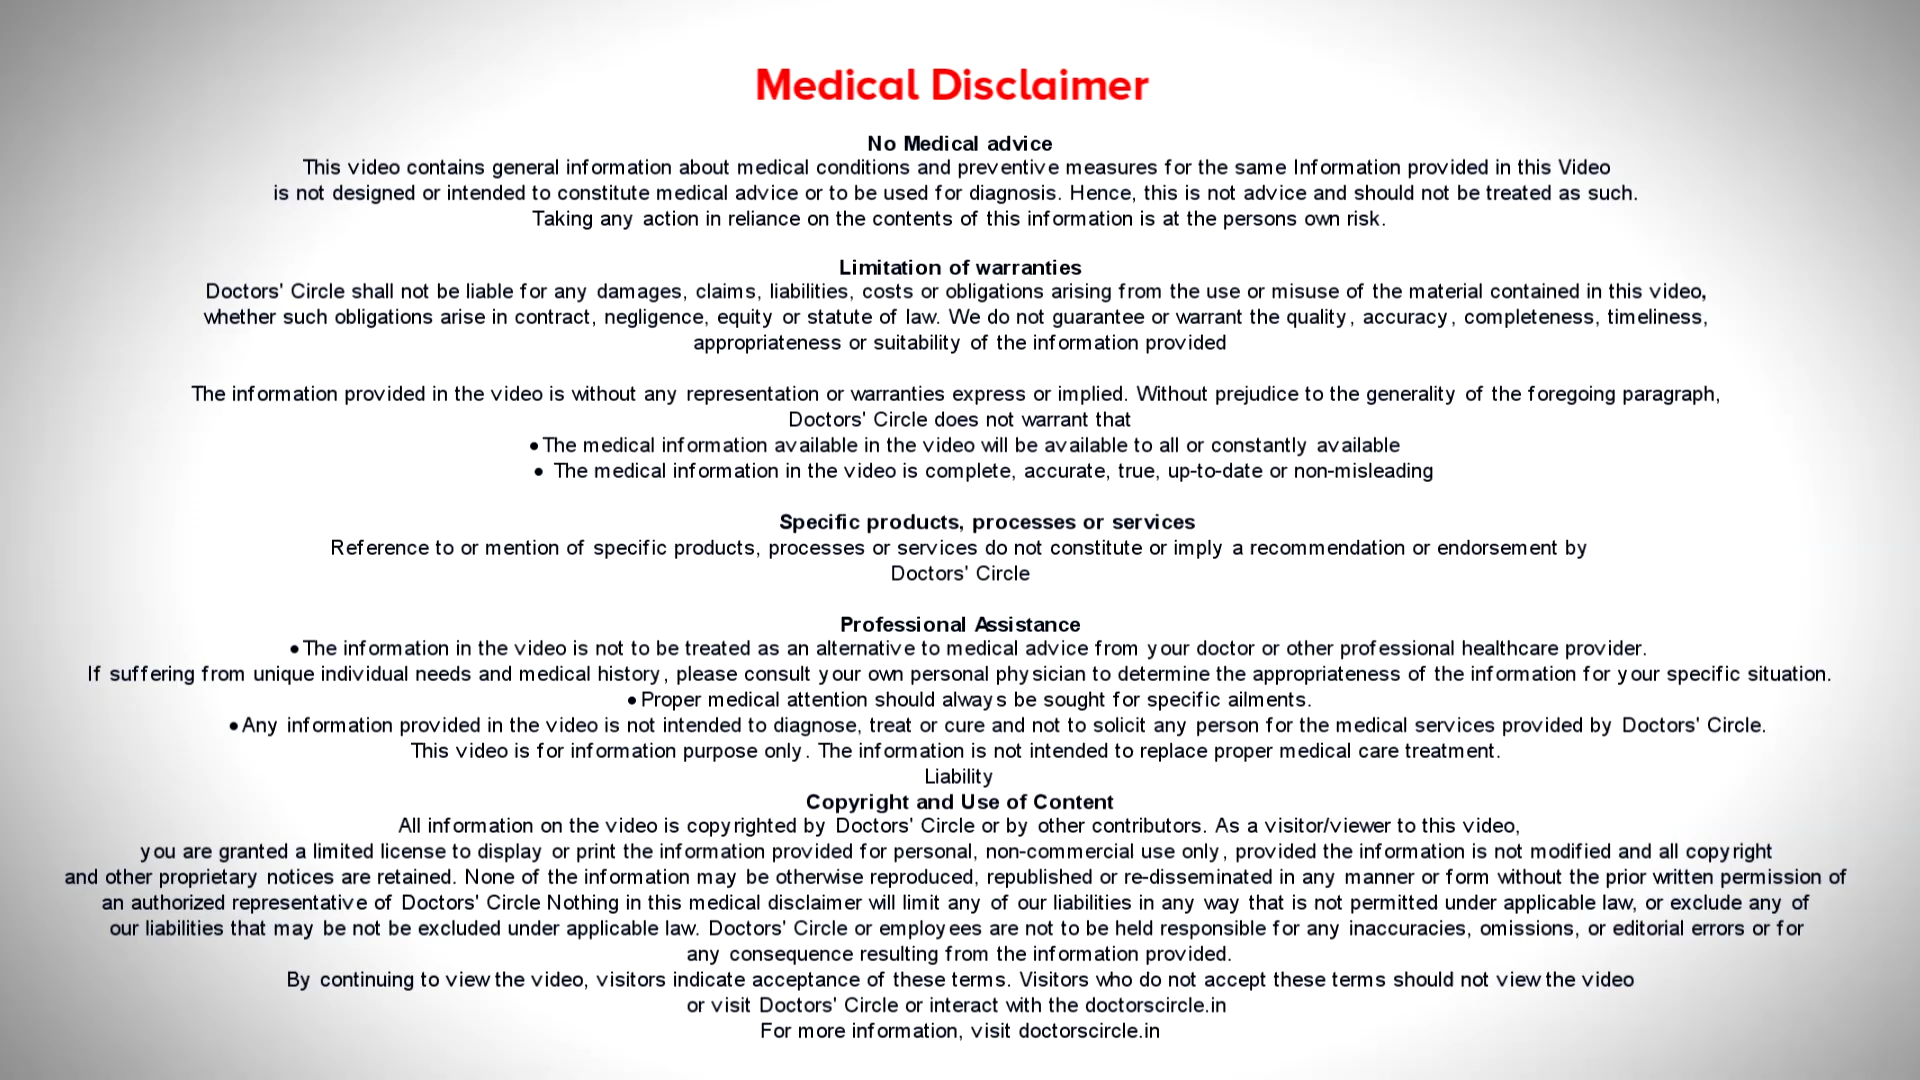 Medical Disclaimer
No Medical advice
This video contains general information about medical conditions and preventive measures for the same Information provided in this Video
is not designed or intended to constitute medical advice or to be used for diagnosis. Hence, this is not advice and should not be treated as such.
Taking any action in reliance on the contents of this information is at the persons own risk.
Limitation of warranties
Doctors' Circle shall not be liable for any damages, claims, liabilities, costs or obligations arising from the use or misuse of the material contained in this video,
whether such obligations arise in contract, negligence, equity or statute of law. We do not guarantee or warrant the quality, accuracy, completeness, timeliness,
appropriateness or suitability of the information provided
The information provided in the video is without any representation or warranties express or implied. Without prejudice to the generality of the foregoing paragraph,
Doctors' Circle does not warrant that
• The medical information available in the video will be available to all or constantly available
• The medical information in the video is complete, accurate, true, up-to-date or non-misleading
Specific products, processes or services
Reference to or mention of specific products, processes or services do not constitute or imply a recommendation or endorsement by
Doctors' Circle
Professional Assistance
• The information in the video is not to be treated as an alternative to medical advice from your doctor or other professional healthcare provider.
If suffering from unique individual needs and medical history, please consult your own personal physician to determine the appropriateness of the information for your specific situation.
• Proper medical attention should always be sought for specific ailments.
• Any information provided in the video is not intended to diagnose, treat or cure and not to solicit any person for the medical services provided by Doctors' Circle.
This video is for information purpose only. The information is not intended to replace proper medical care treatment.
Liability
Copyright and Use of Content
All information on the video is copyrighted by Doctors' Circle or by other contributors. As a visitor/viewer to this video,
you are granted a limited license to display or print the information provided for personal, non-commercial use only, provided the information is not modified and all copyright
and other proprietary notices are retained. None of the information may be otherwise reproduced, republished or re-disseminated in any manner or form without the prior written permission of
an authorized representative of Doctors' Circle Nothing in this medical disclaimer will limit any of our liabilities in any way that is not permitted under applicable law, or exclude any of
our liabilities that may be not be excluded under applicable law. Doctors' Circle or employees are not to be held responsible for any inaccuracies, omissions, or editorial errors or for
any consequence resulting from the information provided.
By continuing to view the video, visitors indicate acceptance of these terms. Visitors who do not accept these terms should not view the video
or visit Doctors' Circle or interact with the doctorscircle.in
For more information, visit doctorscircle.in